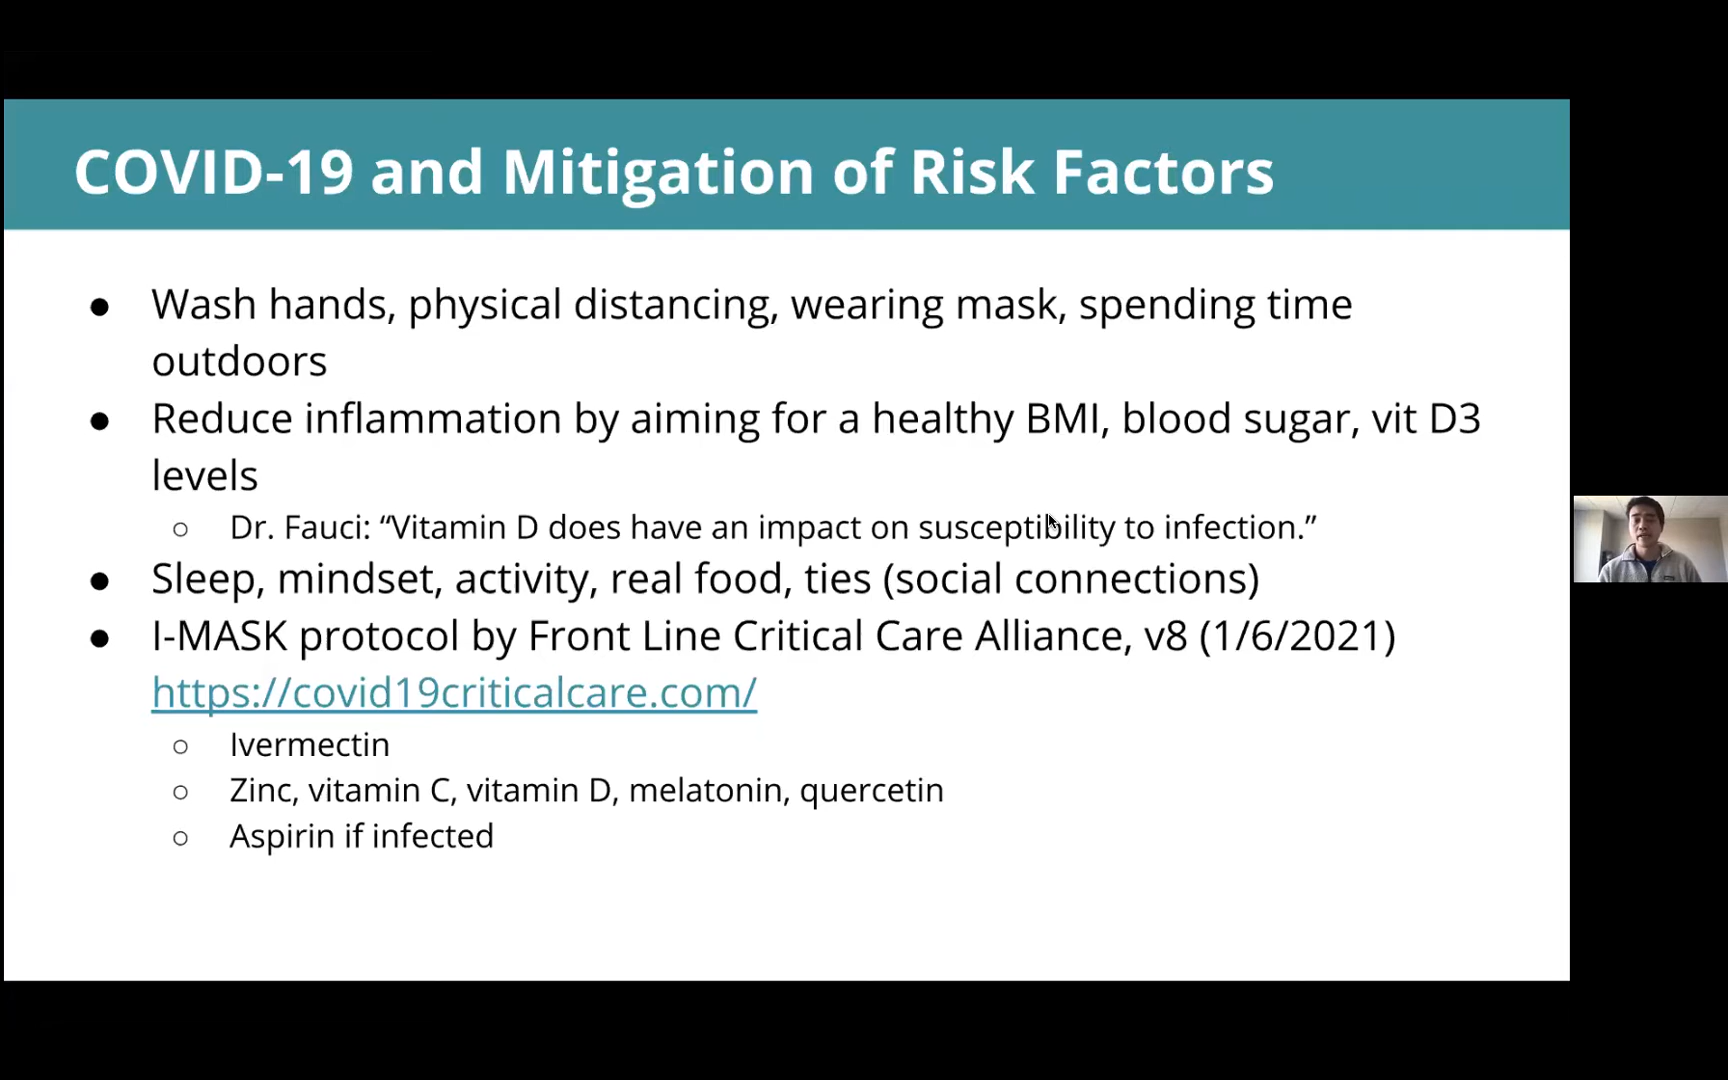 COVID-19 and Mitigation of Risk Factors
● Wash hands, physical distancing, wearing mask, spending time
outdoors
● Reduce inflammation by aiming for a healthy BMI, blood sugar, vit D3
levels
○ Dr. Fauci: “Vitamin D does have an impact on susceptibility to infection.”
● Sleep, mindset, activity, real food, ties (social connections)
● I-MASK protocol by Front Line Critical Care Alliance, v8 (1/6/2021)
https://covid19criticalcare.com/
○ Ivermectin
○ Zinc, vitamin C, vitamin D, melatonin, quercetin
○ Aspirin if infected